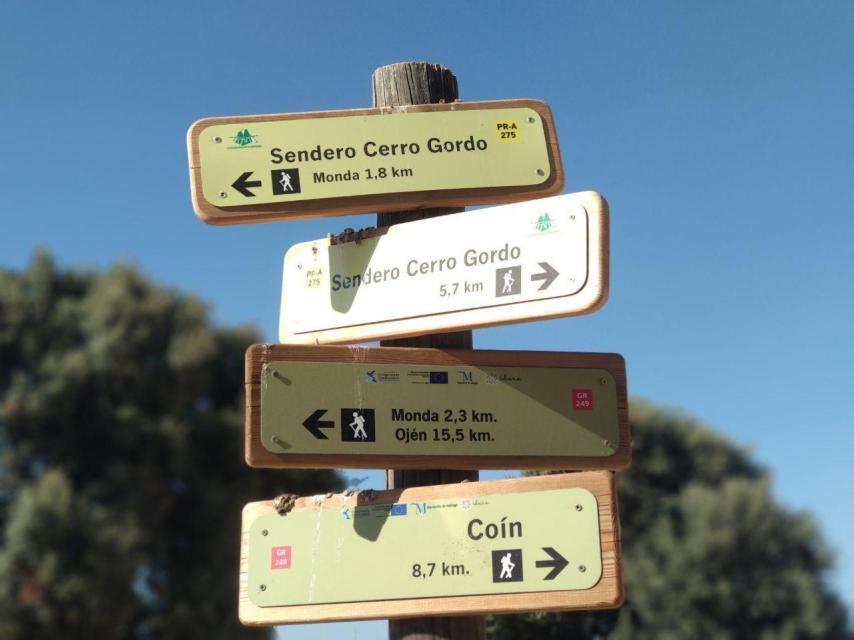 Sendero Cerro Gordo
PR-A
275
Monda 1,8 km
PR-A
275
Sendero Cerro Gordo
5,7 km
GR
249
Monda 2,3 km.
Ojén 15,5 km.
Coín
GR
249
8,7 km.